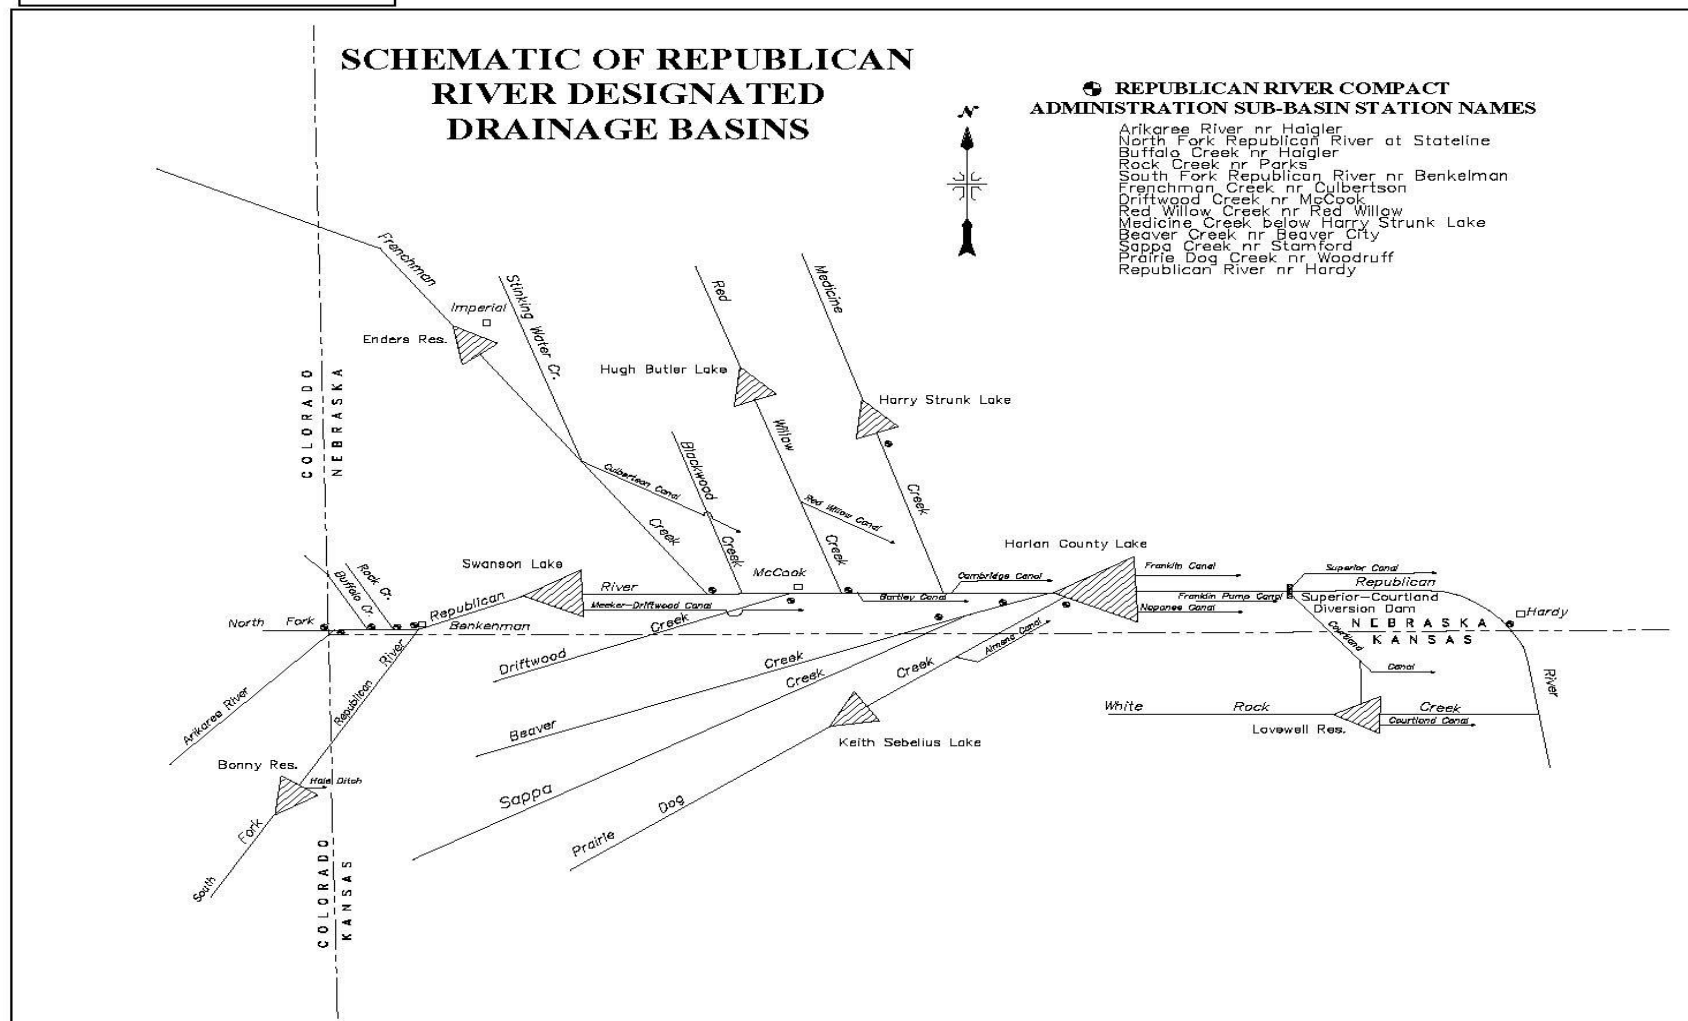 SCHEMATIC OF REPUBLICAN
RIVER DESIGNATED
DRAINAGE BASINS
REPUBLICAN RIVER COMPACT
ADMINISTRATION SUB-BASIN STATION NAMES
Arikaree River nr Haigler
North Fork Republican River at Stateline
Buffalo Creek nr Haigler
Rock Creek nr Parks
South Fork Republican River nr Benkelman
Frenchman Creek nr Culbertson
Driftwood Creek nr McCook
Red Willow Creek nr Red Willow
Medicine Creek below Harry Strunk Lake
Beaver Creek nr Beaver City
Sappa Creek nr Stamford
Prairie Dog Creek nr Woodruff
Republican River nr Hardy
N
Frenchman
Imperial
Enders Res.
Stinking Water Cr.
Red
Medicine
Hugh Butler Lake
Harry Strunk Lake
COLORADO
NEBRASKA
Willow
Blackwood
Culbertson Canal
Red Willow Canal
Creek
Creek
Creek
Creek
Harlan County Lake
Swanson Lake
McCook
Rock Cr.
Buffalo Cr.
River
Republican
Meeker-Driftwood Canal
Cambridge Canal
Bartley Canal
Franklin Canal
Superior Canal
Republican
Franklin Pump Canal
Superior-Courtland
Diversion Dam
Naponee Canal
Hardy
North Fork
Benkenman
Creek
NEBRASKA
KANSAS
Courtland
Canal
River
Driftwood
Creek
Creek
Creek
Almena Canal
River
Republican
Arikaree River
Beaver
White Rock Creek
Courtland Canal
Lovewell Res.
Keith Sebelius Lake
Bonny Res.
Hale Ditch
Sappa
Dog
Prairie
Fork
South
COLORADO
KANSAS